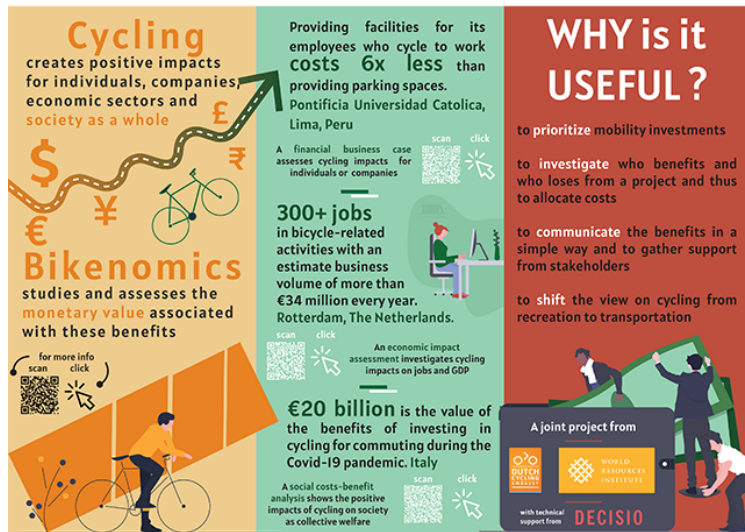 Cycling
creates positive impacts
for individuals, companies,
economic sectors and
society as a whole
$
€
¥
£
₹
Bikenomics
studies and assesses the
monetary value associated
with these benefits
for more info
scan click
Providing facilities for its
employees who cycle to work
costs 6x less than
providing parking spaces.
Pontificia Universidad Catolica,
Lima, Peru
scan click
A financial business case
assesses cycling impacts for
individuals or companies
300+ jobs
in bicycle-related
activities with an
estimate business
volume of more than
€34 million every year.
Rotterdam, The Netherlands.
scan click
An economic impact
assessment investigates cycling
impacts on jobs and GDP
€20 billion is the value of
the benefits of investing in
cycling for commuting during the
Covid-19 pandemic. Italy
scan click
A social costs-benefit
analysis shows the positive
impacts of cycling on society
as collective welfare
WHY is it
USEFUL ?
to prioritize mobility investments
to investigate who benefits and
who loses from a project and thus
to allocate costs
to communicate the benefits in a
simple way and to gather support
from stakeholders
to shift the view on cycling from
recreation to transportation
A joint project from
DUTCH
CYCLING
EMBASSY
WORLD
RESOURCES
INSTITUTE
with technical
support from
DECISIO